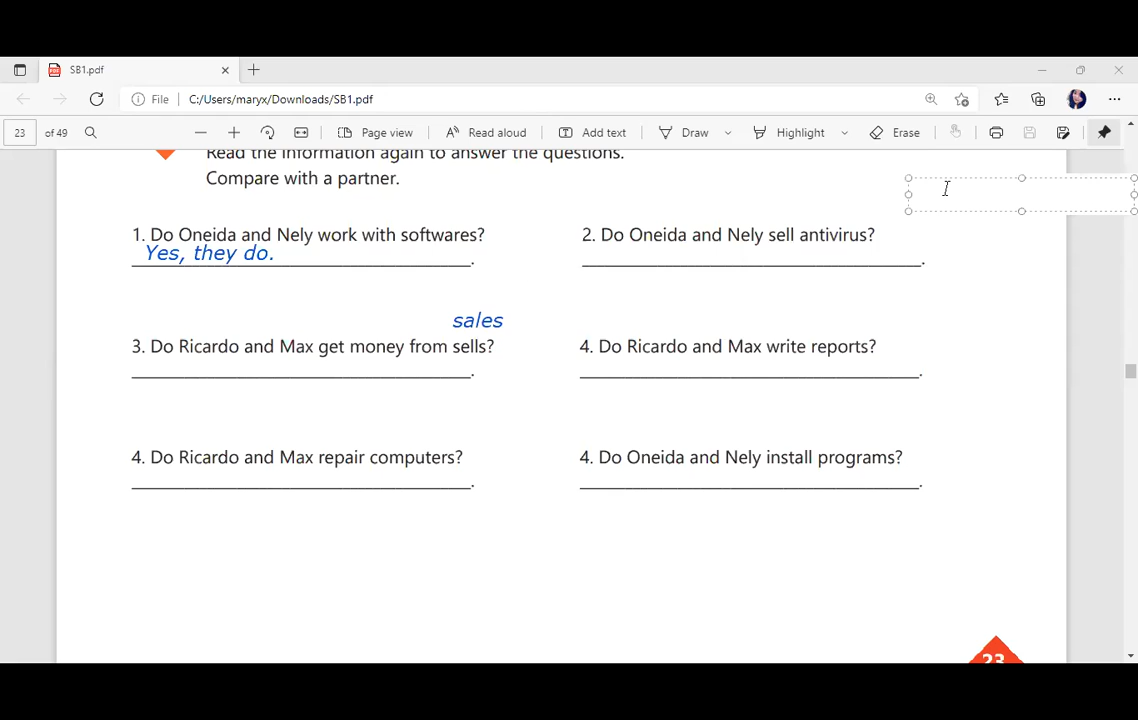 SB1.pdf
File C:/Users/maryx/Downloads/SB1.pdf
23 of 49 Page view Read aloud Add text Draw Highlight Erase
Read the information again to answer the questions.
Compare with a partner.
1. Do Oneida and Nely work with softwares?
Yes, they do.
2. Do Oneida and Nely sell antivirus?
sales
3. Do Ricardo and Max get money from sells?
4. Do Ricardo and Max write reports?
4. Do Ricardo and Max repair computers?
4. Do Oneida and Nely install programs?
23